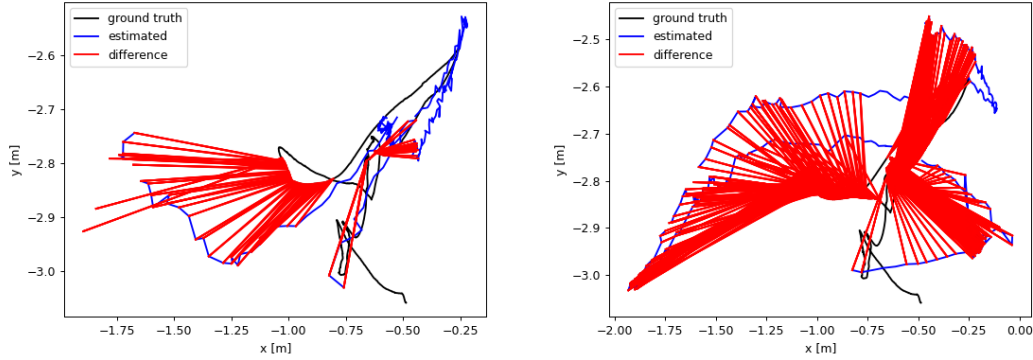 ground truth
estimated
difference
−2.6
−2.7
−2.8
−2.9
−3.0
y [m]
−1.75
−1.50
−1.25
−1.00
−0.75
−0.50
−0.25
x [m]
ground truth
estimated
difference
−2.5
−2.6
−2.7
−2.8
−2.9
−3.0
y [m]
−2.00
−1.75
−1.50
−1.25
−1.00
−0.75
−0.50
−0.25
0.00
x [m]